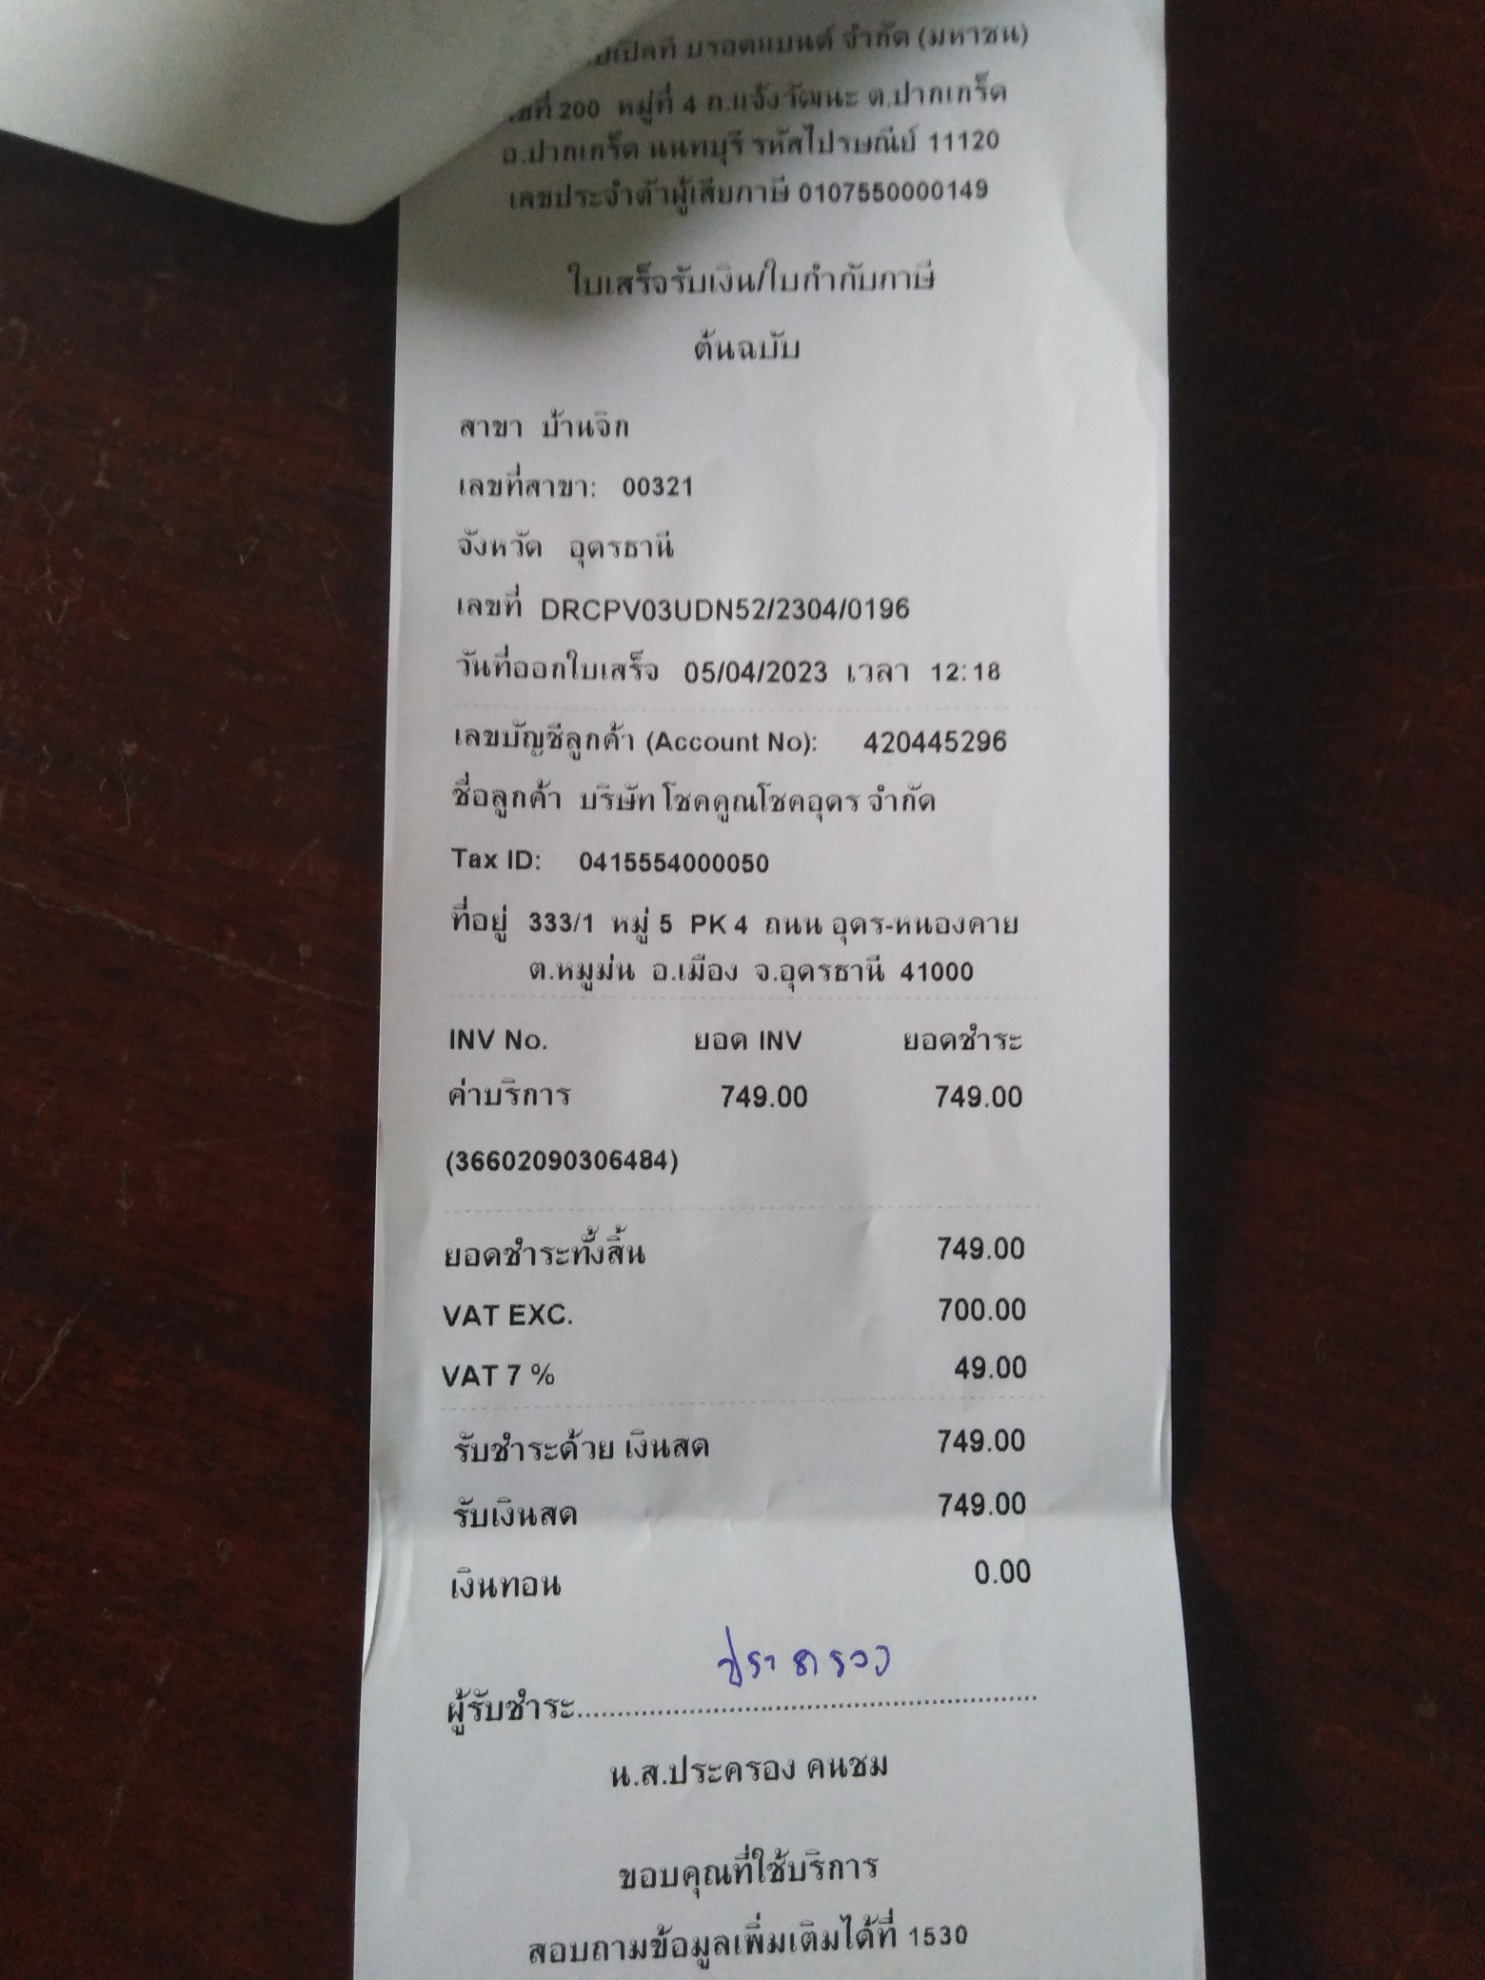 บรอดแบนด์ จำกัด (มหาชน)
200 หมู่ที่ 4 ถ.แจ้งวัฒนะ ต.ปากเกร็ด
อ.ปากเกร็ด นนทบุรี รหัสไปรษณีย์ 11120
เลขประจำตัวผู้เสียภาษี 0107550000149
ใบเสร็จรับเงิน/ใบกำกับภาษี
ต้นฉบับ
สาขา บ้านจิก
เลขที่สาขา: 00321
จังหวัด อุดรธานี
เลขที่ DRCPV03UDN52/2304/0196
วันที่ออกใบเสร็จ 05/04/2023 เวลา 12:18
เลขบัญชีลูกค้า (Account No): 420445296
ชื่อลูกค้า บริษัท โชคคูณโชคอุดร จำกัด
Tax ID: 0415554000050
ที่อยู่ 333/1 หมู่ 5 PK 4 ถนน อุดร-หนองคาย
ต.หมูม่น อ.เมือง จ.อุดรธานี 41000
INV No. ยอด INV ยอดชำระ
ค่าบริการ 749.00 749.00
(36602090306484)
ยอดชำระทั้งสิ้น 749.00
VAT EXC. 700.00
VAT 7 % 49.00
รับชำระด้วย เงินสด 749.00
รับเงินสด 749.00
เงินทอน 0.00
ประครอง
ผู้รับชำระ............................................................
น.ส.ประครอง คนชม
ขอบคุณที่ใช้บริการ
สอบถามข้อมูลเพิ่มเติมได้ที่ 1530